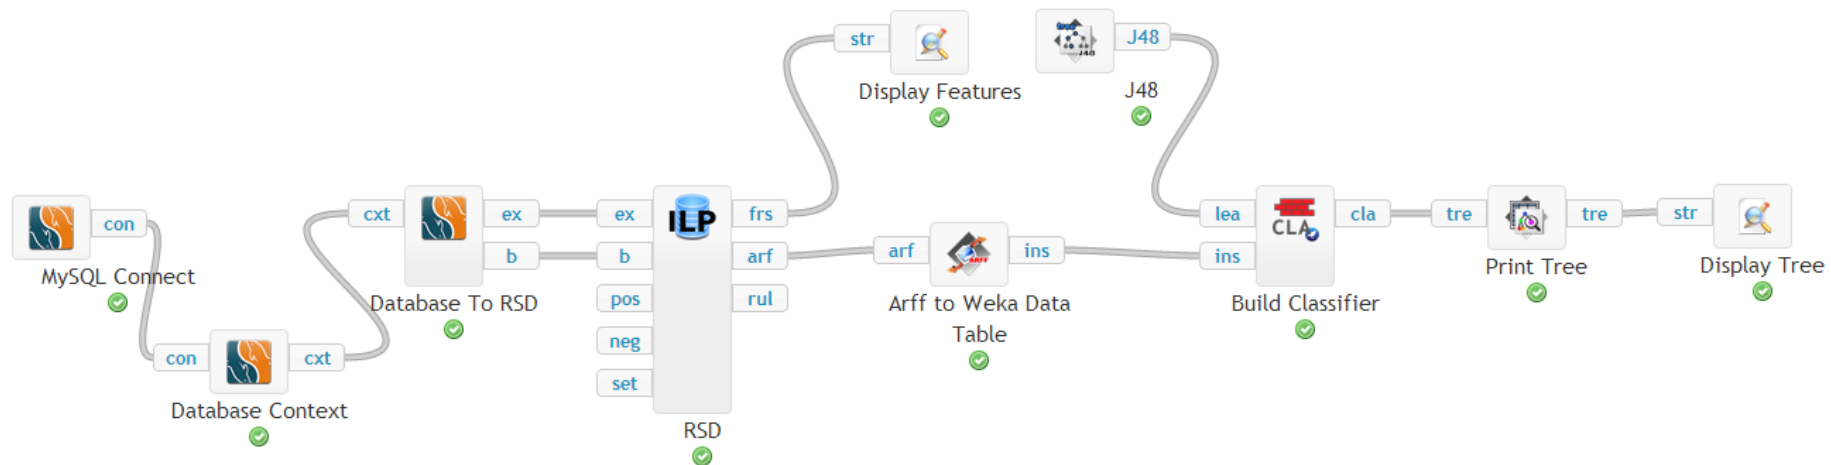 str
Display Features
J48
J48
con
MySQL Connect
con
cxt
Database Context
cxt
ex
b
Database To RSD
ex
b
pos
neg
set
ILP
frs
arf
rul
RSD
arf
ARFF
ins
Arff to Weka Data
Table
lea
ins
CLA
cla
Build Classifier
tre
tre
Print Tree
str
Display Tree